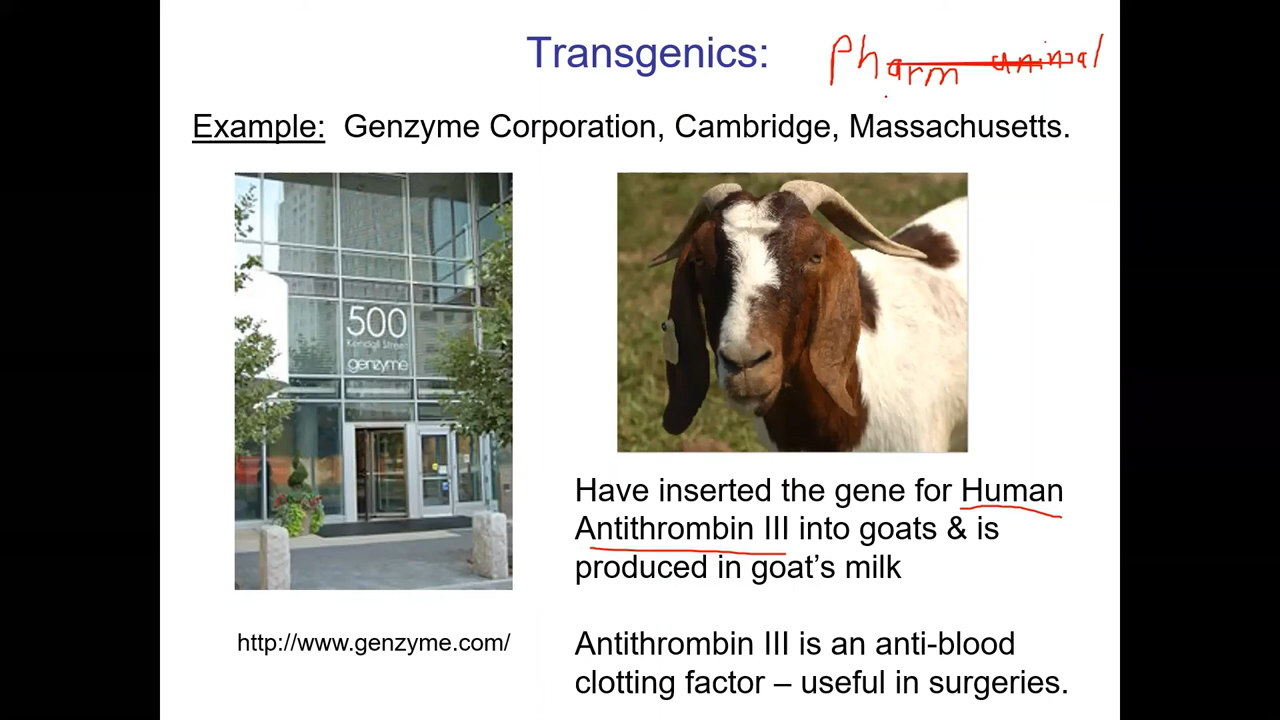 Transgenics:
Pharm animal
Example: Genzyme Corporation, Cambridge, Massachusetts.
500
Kendall Street
genzyme
Have inserted the gene for Human
Antithrombin III into goats & is
produced in goat's milk
http://www.genzyme.com/
Antithrombin III is an anti-blood
clotting factor – useful in surgeries.